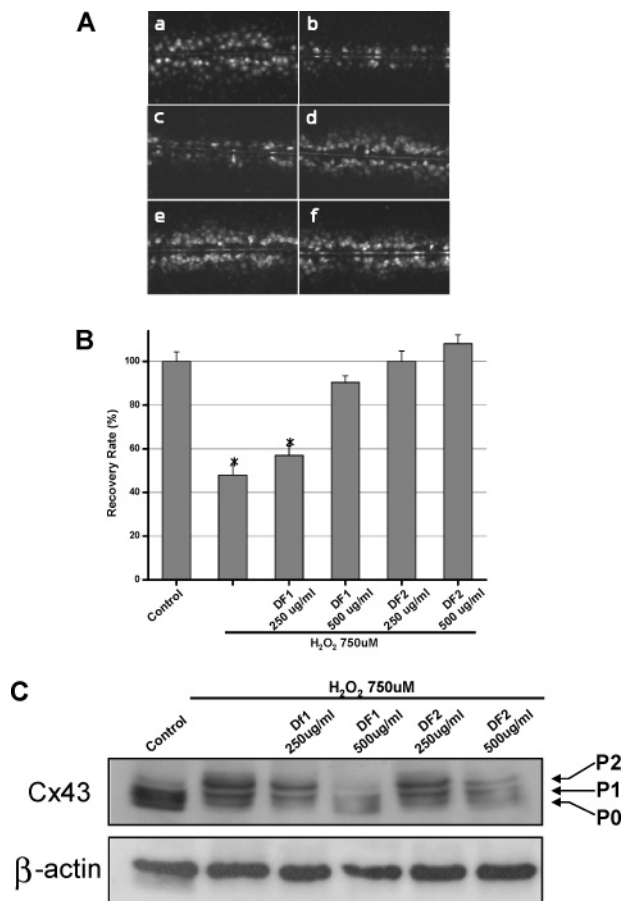 A
a
b
c
d
e
f
B
Recovery Rate (%)
100
80
60
40
20
0
*
*
Control
DF1
250 ug/ml
DF1
500 ug/ml
DF2
250 ug/ml
DF2
500 ug/ml
H₂O₂ 750uM
C
H₂O₂ 750uM
Control
Df1
250ug/ml
DF1
500ug/ml
DF2
250ug/ml
DF2
500ug/ml
Cx43
P2
P1
P0
β-actin